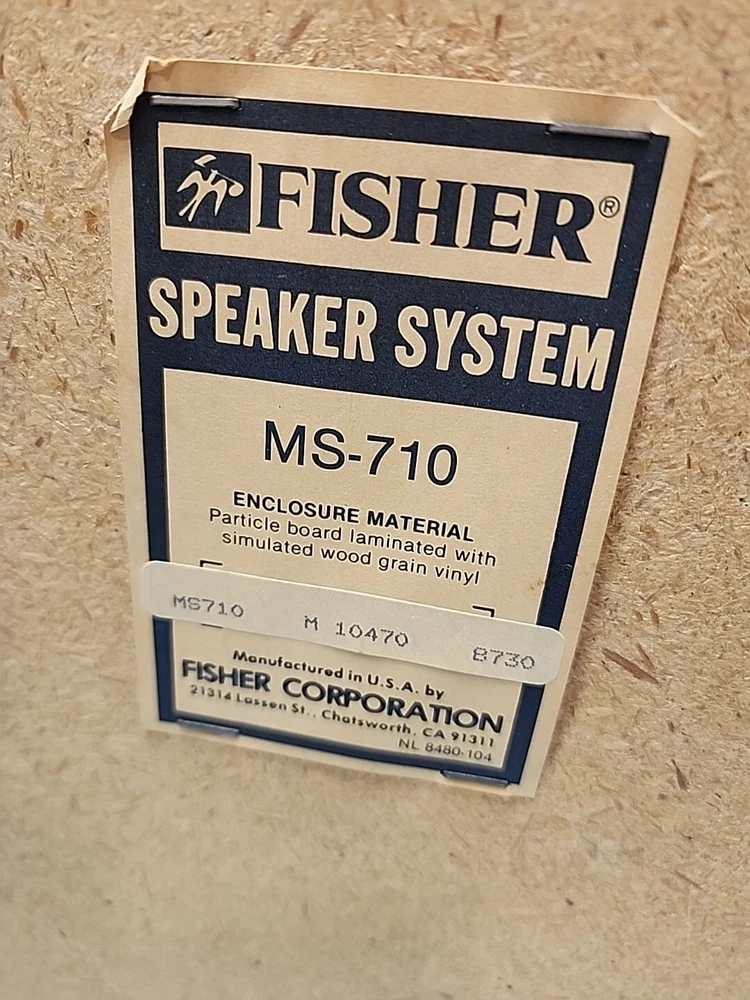 FISHER®
SPEAKER SYSTEM
MS-710
ENCLOSURE MATERIAL
Particle board laminated with
simulated wood grain vinyl
MS710 M 10470 8730
Manufactured in U.S.A. by
FISHER CORPORATION
21314 Lassen St., Chatsworth, CA 91311
NL 8480-104